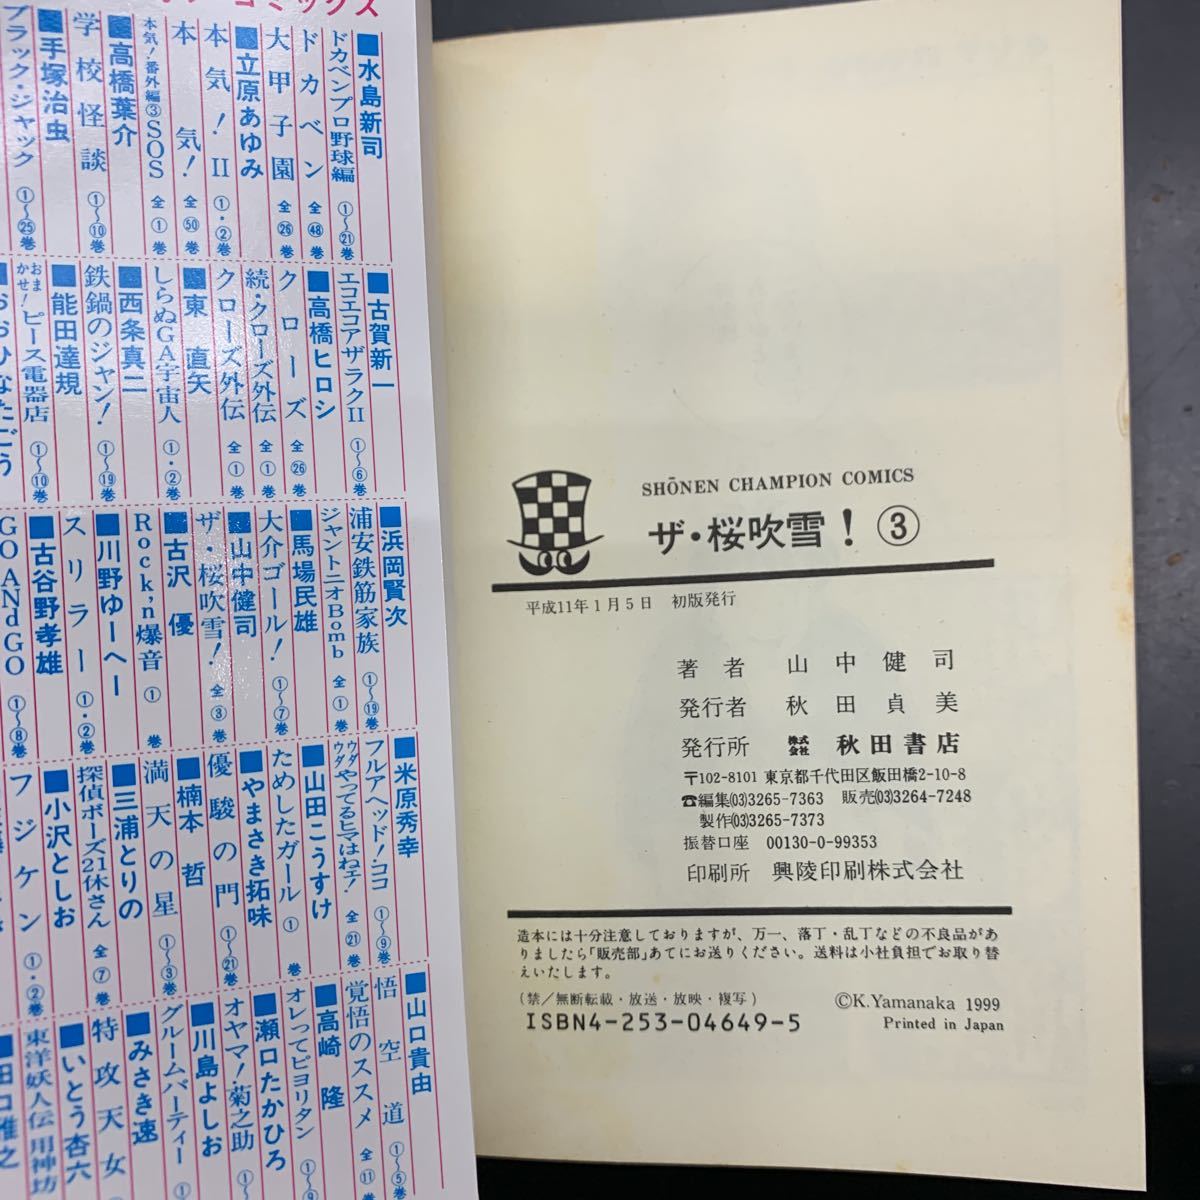 SHŌNEN CHAMPION COMICS
ザ・桜吹雪！③
平成11年1月5日　初版発行
著者　山中健司
発行者　秋田貞美
発行所　株式会社　秋田書店
〒102-8101 東京都千代田区飯田橋2-10-8
☎編集(03)3265-7363　販売(03)3264-7248
製作(03)3265-7373
振替口座　00130-0-99353
印刷所　興陵印刷株式会社
造本には十分注意しておりますが、万一、落丁・乱丁などの不良品があ
りましたら「販売部」あてにお送りください。送料は小社負担でお取り替
えいたします。
（禁／無断転載・放送・放映・複写）
ISBN4-253-04649-5
©K.Yamanaka 1999
Printed in Japan
コミックス
■水島新司
ドカベンプロ野球編　①〜㉑巻
ドカベン　全㊽巻
大甲子園　全㉖巻
■立原あゆみ
本気！II　①・②巻
本気！　全㊿巻
本気！番外編③SOS　全①巻
■高橋葉介
学校怪談　①〜⑩巻
■手塚治虫
ブラック・ジャック　①〜㉕巻
■古賀新一
エコエコアザラクII　①〜⑥巻
■高橋ヒロシ
クローズ　全㉖巻
続・クローズ外伝　全①巻
クローズ外伝　全①巻
■東直矢
しらぬGA宇宙人　①・②巻
■西条真二
鉄鍋のジャン！　①〜⑲巻
■能田達規
おまかせ！ピース電器店　①〜⑩巻
■おおひなたごう
■浜岡賢次
浦安鉄筋家族　①〜⑲巻
ジャントニオBomb　全①巻
■馬場民雄
大介ゴール！　①〜⑦巻
■山中健司
ザ・桜吹雪！　全③巻
■古沢優
Rock'n爆音　①巻
■川野ゆーへー
スリラー　①・②巻
■古谷野孝雄
GO ANd GO　①〜⑧巻
■米原秀幸
フルアヘッド！ココ　①〜⑨巻
ウダウダやってるヒマはねェ！　全㉑巻
■山田こうすけ
ためしたガール　①巻
■やまさき拓味
優駿の門　①〜㉑巻
■楠本哲
満天の星　①〜③巻
■三浦とりの
探偵ボーズ21休さん　全⑦巻
■小沢としお
フジケン　①・②巻
■山口貴由
悟空道　①〜⑤巻
覚悟のススメ　全⑪巻
■高崎隆
オレってピヨリタン　①〜⑨
■瀬口たかひろ
オヤマ！菊之助　①
■川島よしお
グルームパーティー　①
■みさき速
特攻天女　①
■いとう杏六
東洋妖人伝 用神坊
田口雅之